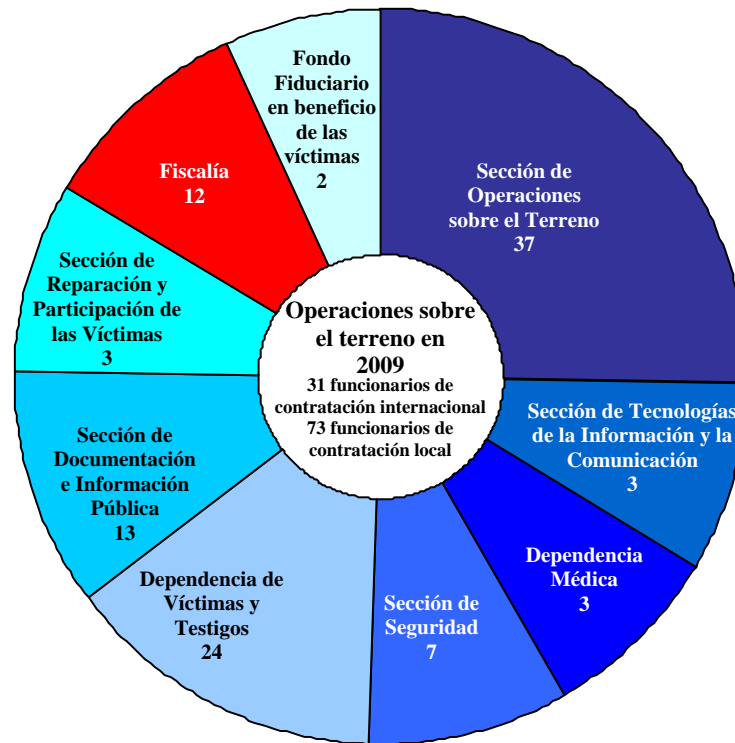 Fondo
Fiduciario
en beneficio
de las
víctimas
2
Sección de
Operaciones
sobre el Terreno
37
Fiscalía
12
Sección de
Reparación y
Participación de
las Víctimas
3
Operaciones sobre
el terreno en
2009
31 funcionarios de
contratación internacional
73 funcionarios de
contratación local
Sección de Tecnologías
de la Información y la
Comunicación
3
Sección de
Documentación
e Información
Pública
13
Dependencia
Médica
3
Dependencia de
Víctimas y
Testigos
24
Sección de
Seguridad
7